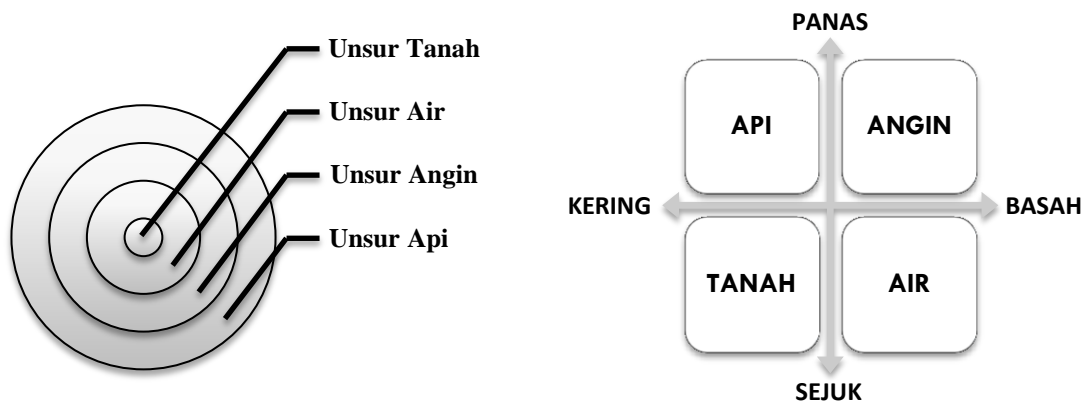 Unsur Tanah
Unsur Air
Unsur Angin
Unsur Api
PANAS
API
ANGIN
KERING
BASAH
TANAH
AIR
SEJUK